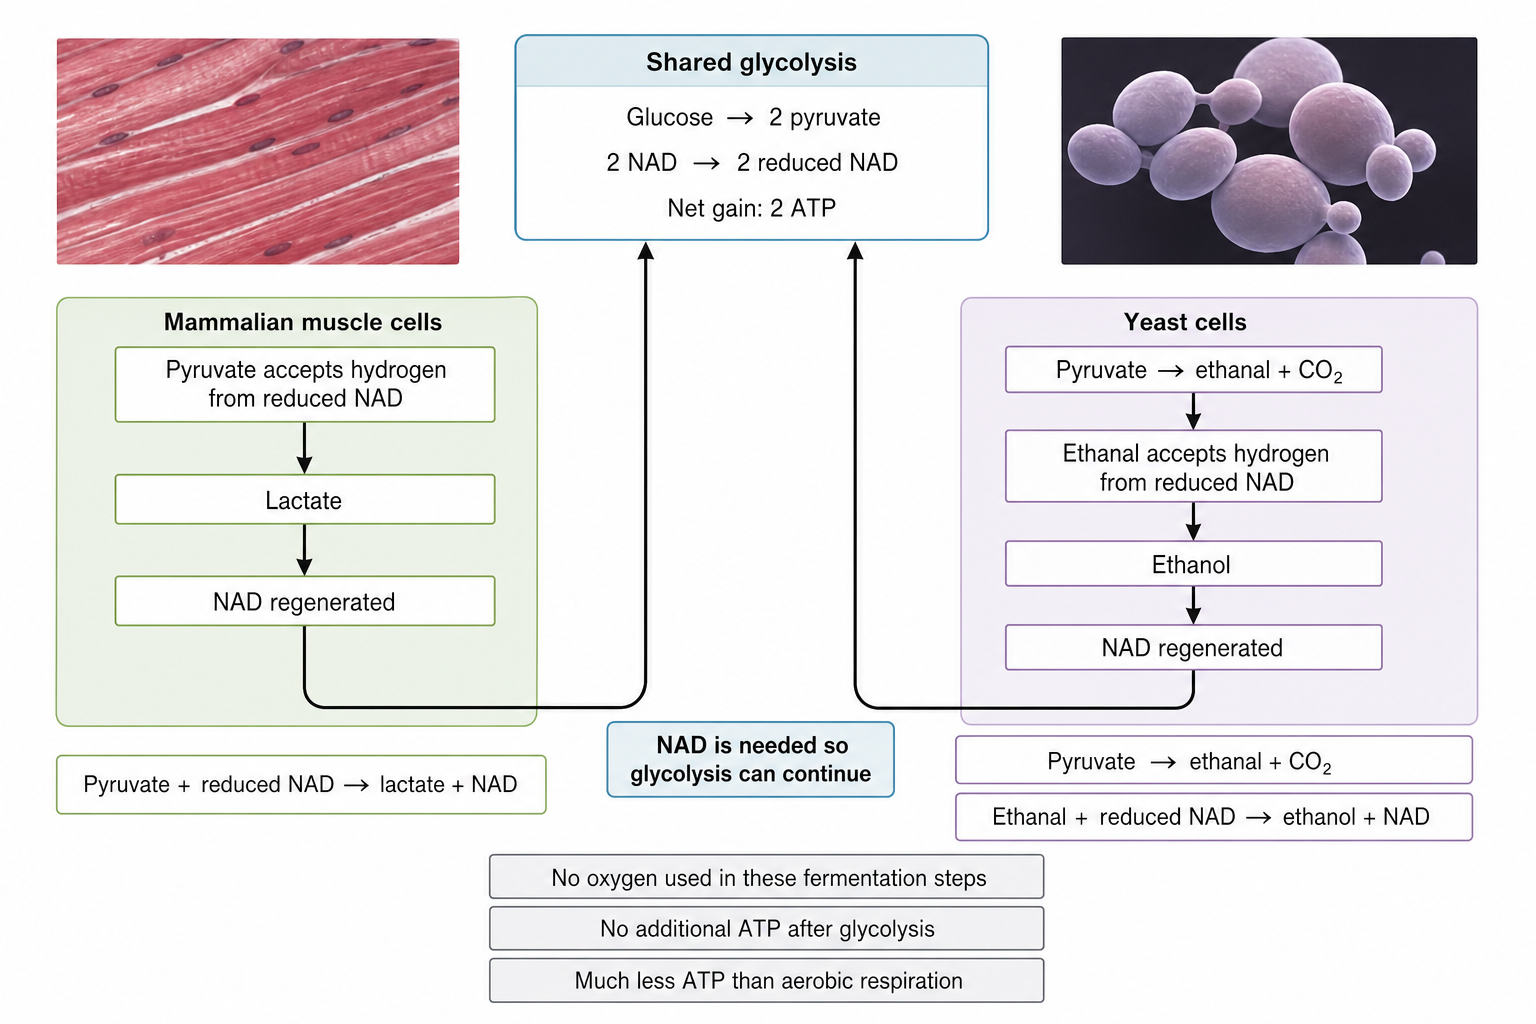 Shared glycolysis
Glucose → 2 pyruvate
2 NAD → 2 reduced NAD
Net gain: 2 ATP
Mammalian muscle cells
Pyruvate accepts hydrogen
from reduced NAD
Lactate
NAD regenerated
Pyruvate + reduced NAD → lactate + NAD
Yeast cells
Pyruvate → ethanal + CO₂
Ethanal accepts hydrogen
from reduced NAD
Ethanol
NAD regenerated
Pyruvate → ethanal + CO₂
Ethanal + reduced NAD → ethanol + NAD
NAD is needed so
glycolysis can continue
No oxygen used in these fermentation steps
No additional ATP after glycolysis
Much less ATP than aerobic respiration